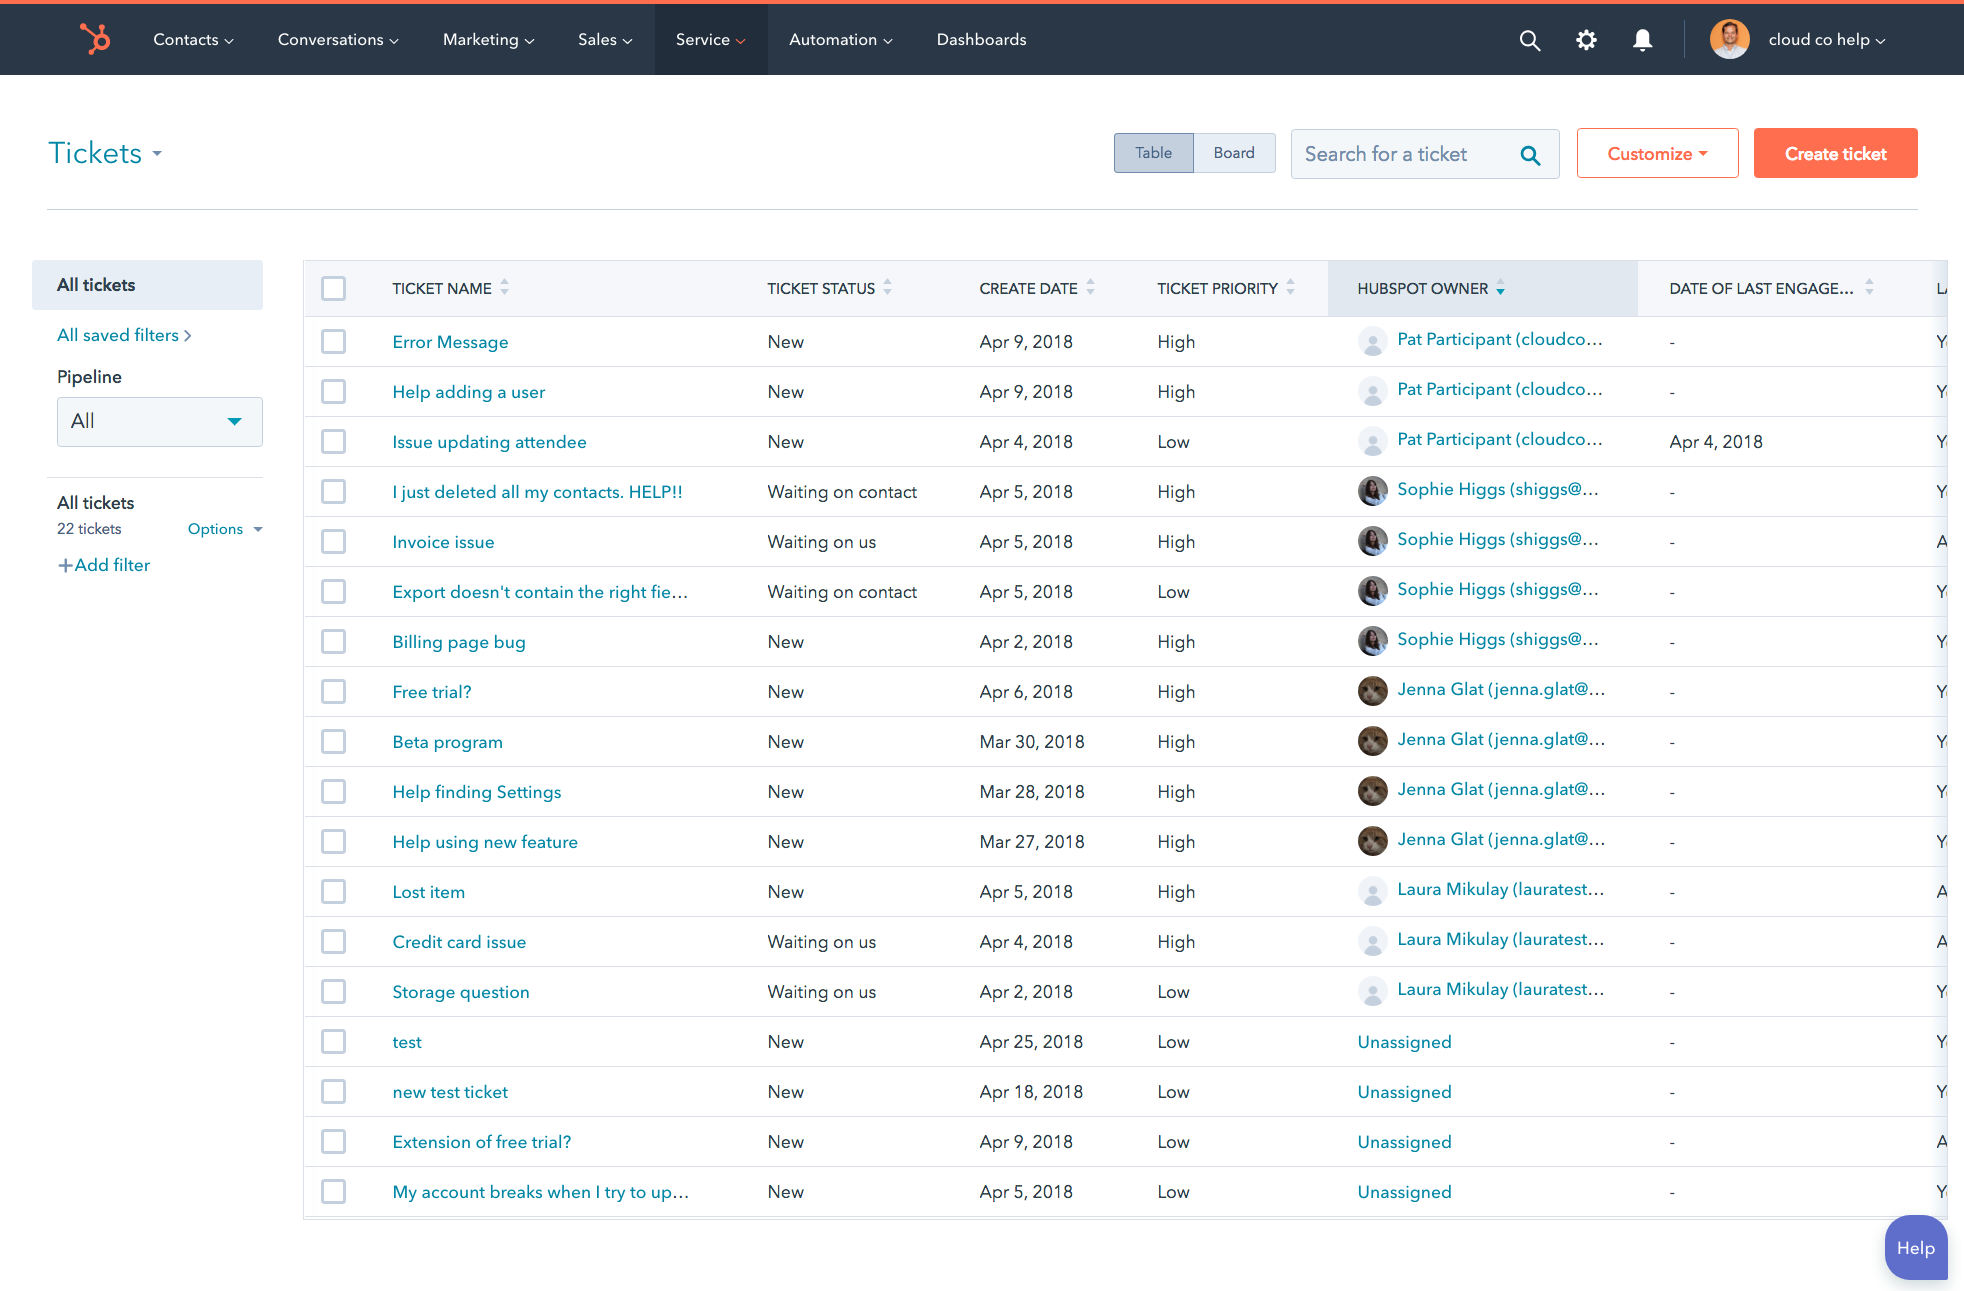 Contacts Conversations Marketing Sales Service Automation Dashboards cloud co help
Tickets Table Board Search for a ticket Customize Create ticket
All tickets
All saved filters
Pipeline
All
All tickets
22 tickets Options
+Add filter
TICKET NAME TICKET STATUS CREATE DATE TICKET PRIORITY HUBSPOT OWNER DATE OF LAST ENGAGE...
Error Message New Apr 9, 2018 High Pat Participant (cloudco... -
Help adding a user New Apr 9, 2018 High Pat Participant (cloudco... -
Issue updating attendee New Apr 4, 2018 Low Pat Participant (cloudco... Apr 4, 2018
I just deleted all my contacts. HELP!! Waiting on contact Apr 5, 2018 High Sophie Higgs (shiggs@... -
Invoice issue Waiting on us Apr 5, 2018 High Sophie Higgs (shiggs@... -
Export doesn't contain the right fie... Waiting on contact Apr 5, 2018 Low Sophie Higgs (shiggs@... -
Billing page bug New Apr 2, 2018 High Sophie Higgs (shiggs@... -
Free trial? New Apr 6, 2018 High Jenna Glat (jenna.glat@... -
Beta program New Mar 30, 2018 High Jenna Glat (jenna.glat@... -
Help finding Settings New Mar 28, 2018 High Jenna Glat (jenna.glat@... -
Help using new feature New Mar 27, 2018 High Jenna Glat (jenna.glat@... -
Lost item New Apr 5, 2018 High Laura Mikulay (lauratest... -
Credit card issue Waiting on us Apr 4, 2018 High Laura Mikulay (lauratest... -
Storage question Waiting on us Apr 2, 2018 Low Laura Mikulay (lauratest... -
test New Apr 25, 2018 Low Unassigned -
new test ticket New Apr 18, 2018 Low Unassigned -
Extension of free trial? New Apr 9, 2018 Low Unassigned -
My account breaks when I try to up... New Apr 5, 2018 Low Unassigned -
Help